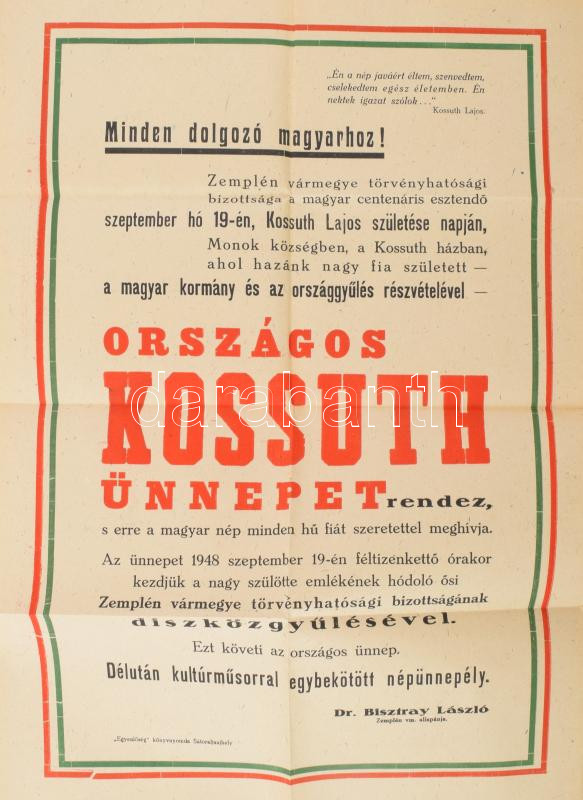 „Én a nép javáért éltem, szenvedtem,
cselekedtem egész életemben. Én
nektek igazat szólok..."
Kossuth Lajos.
Minden dolgozó magyarhoz!
Zemplén vármegye törvényhatósági
bizottsága a magyar centenáris esztendő
szeptember hó 19-én, Kossuth Lajos születése napján,
Monok községben, a Kossuth házban,
ahol hazánk nagy fia született —
a magyar kormány és az országgyűlés részvételével —
ORSZÁGOS
KOSSUTH
darabanth
ÜNNEPET rendez,
s erre a magyar nép minden hű fiát szeretettel meghívja.
Az ünnepet 1948 szeptember 19-én féltizenkettő órakor
kezdjük a nagy szülötte emlékének hódoló ősi
Zemplén vármegye törvényhatósági bizottságának
diszközgyűlésével.
Ezt követi az országos ünnep.
Délután kultúrműsorral egybekötött népünnepély.
Dr. Bisztray László
Zemplén vm. alispánja.
„Egyenlőség" könyvnyomda Sátoraljaujhely